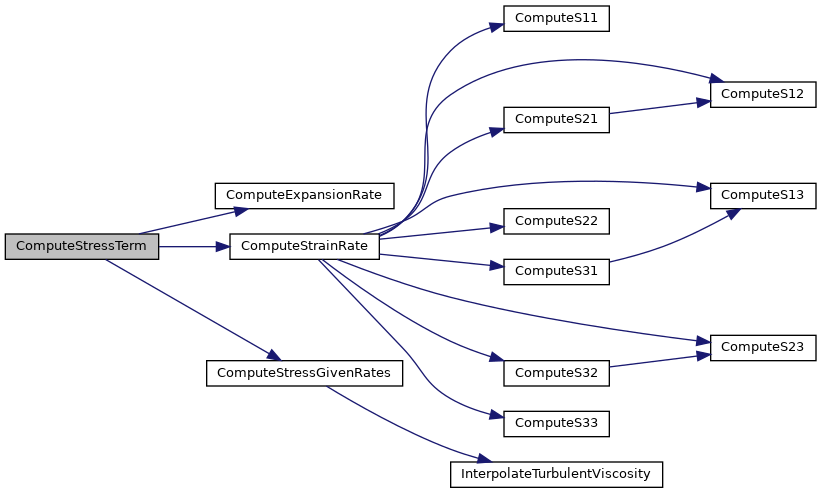 ComputeS11
ComputeS12
ComputeS21
ComputeExpansionRate
ComputeS13
ComputeS22
ComputeStressTerm
ComputeStrainRate
ComputeS31
ComputeS23
ComputeStressGivenRates
ComputeS32
ComputeS33
InterpolateTurbulentViscosity